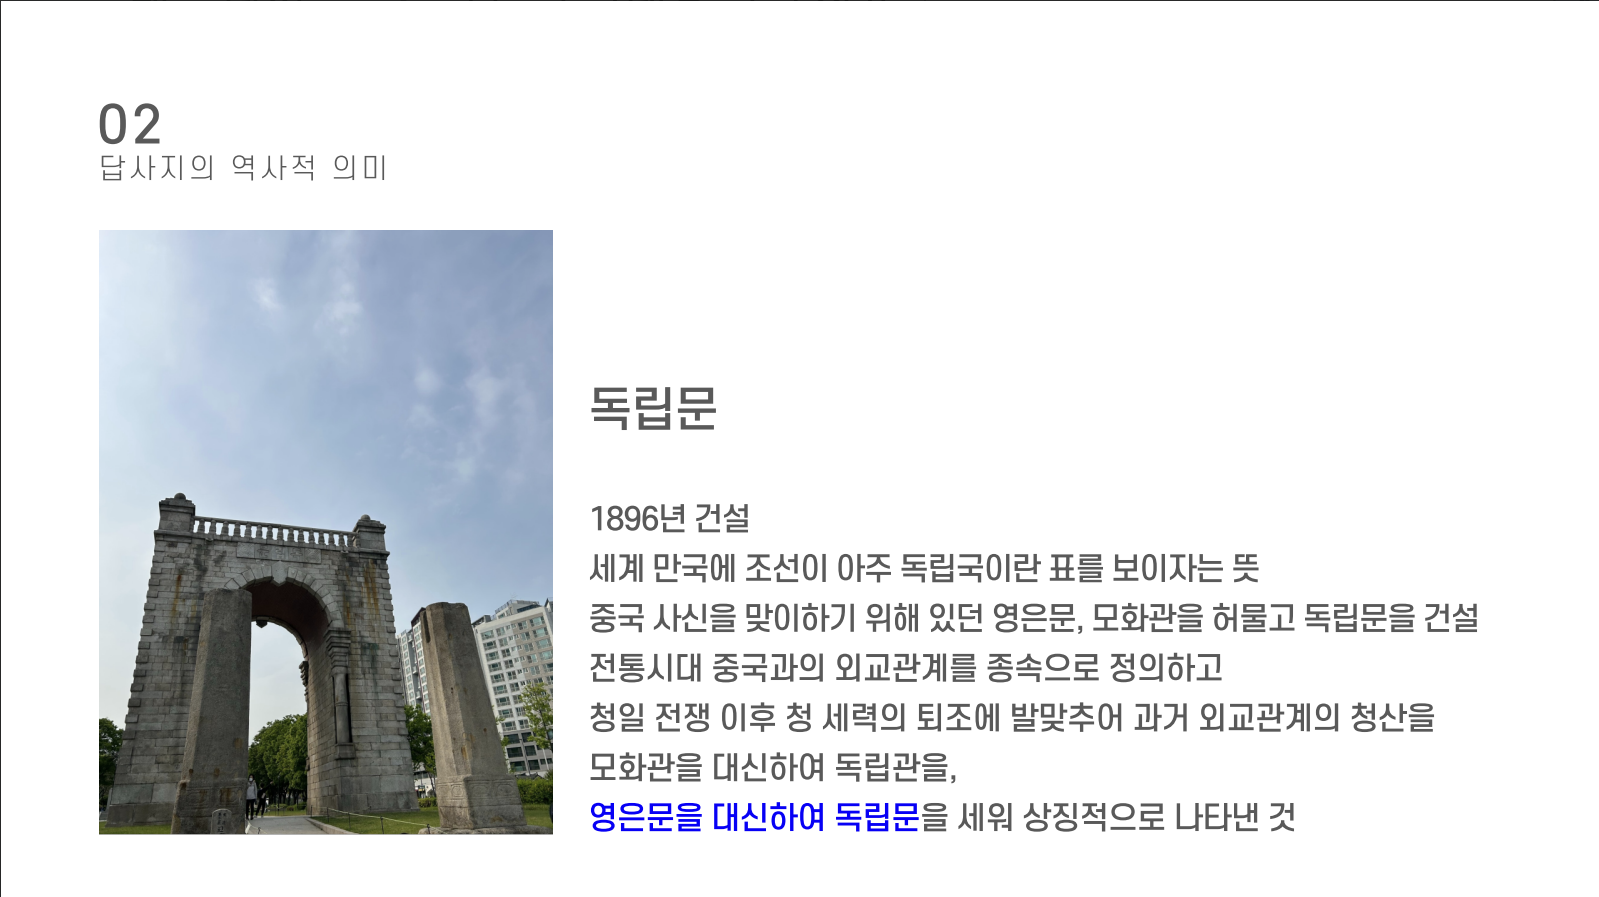 02
답사지의 역사적 의미
독립문
1896년 건설
세계 만국에 조선이 아주 독립국이란 표를 보이자는 뜻
중국 사신을 맞이하기 위해 있던 영은문, 모화관을 허물고 독립문을 건설
전통시대 중국과의 외교관계를 종속으로 정의하고
청일 전쟁 이후 청 세력의 퇴조에 발맞추어 과거 외교관계의 청산을
모화관을 대신하여 독립관을,
영은문을 대신하여 독립문을 세워 상징적으로 나타낸 것